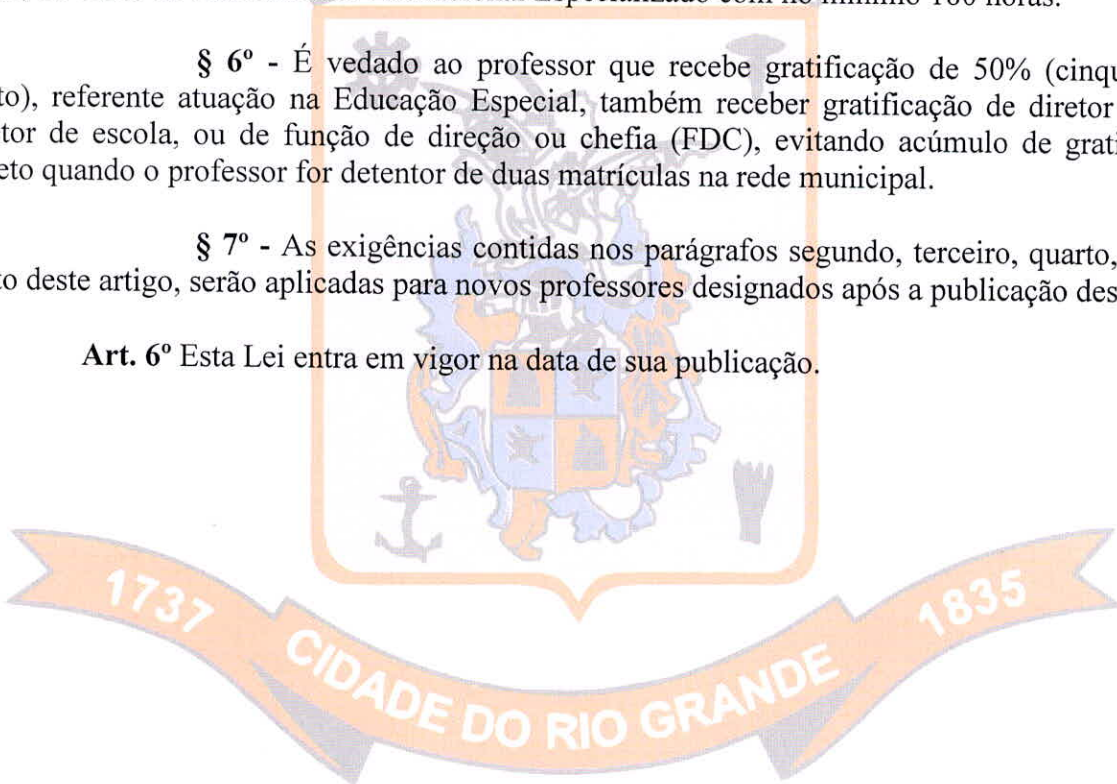 Especializado com no mínimo 180 horas.
§ 6º - É vedado ao professor que recebe gratificação de 50% (cinqu
to), referente atuação na Educação Especial, também receber gratificação de diretor
tor de escola, ou de função de direção ou chefia (FDC), evitando acúmulo de grati
eto quando o professor for detentor de duas matrículas na rede municipal.
§ 7º - As exigências contidas nos parágrafos segundo, terceiro, quarto,
to deste artigo, serão aplicadas para novos professores designados após a publicação des
Art. 6º Esta Lei entra em vigor na data de sua publicação.
1737 CIDADE DO RIO GRANDE 1835